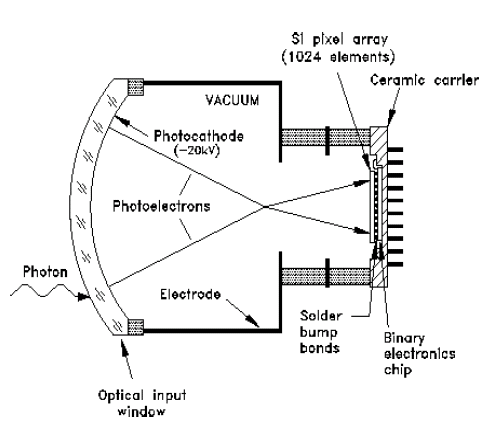 Si pixel array
(1024 elements)
Ceramic carrier
VACUUM
Photocathode
(-20kV)
Photoelectrons
Photon
Electrode
Solder
bump
bonds
Binary
electronics
chip
Optical input
window